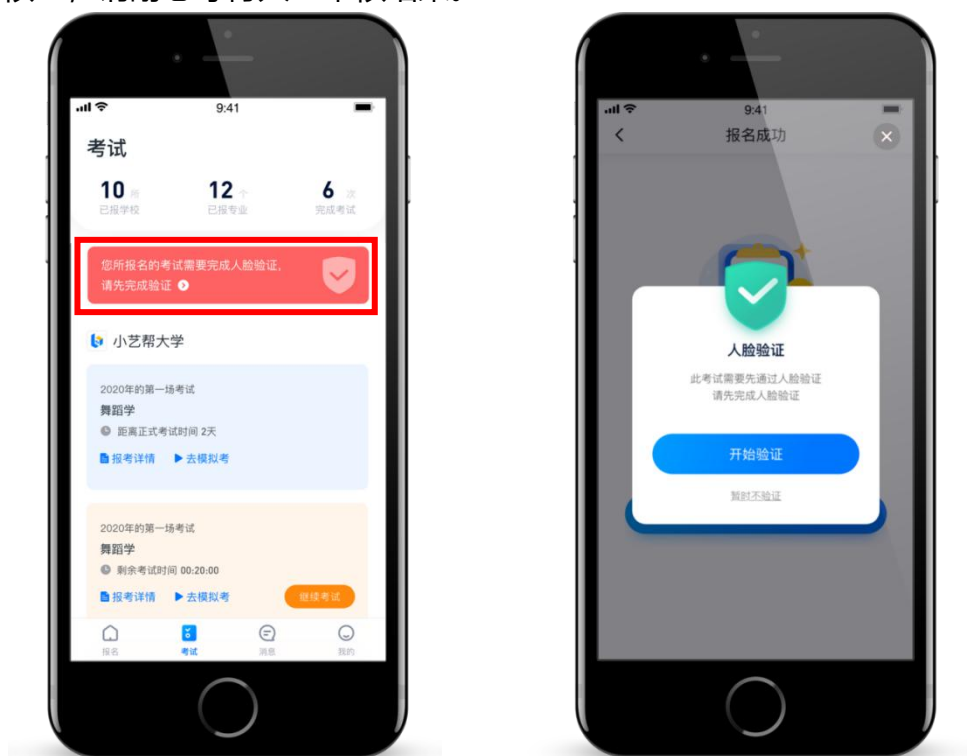 9:41
考试
10 所
12 个
6 次
已报学校
已报专业
完成考试
您所报名的考试需要完成人脸验证,
请先完成验证
小艺帮大学
2020年的第一场考试
舞蹈学
距离正式考试时间 2天
报考详情
去模拟考
2020年的第一场考试
舞蹈学
剩余考试时间 00:20:00
报考详情
去模拟考
继续考试
报名
考试
消息
我的
9:41
报名成功
人脸验证
此考试需要先通过人脸验证
请先完成人脸验证
开始验证
暂时不验证